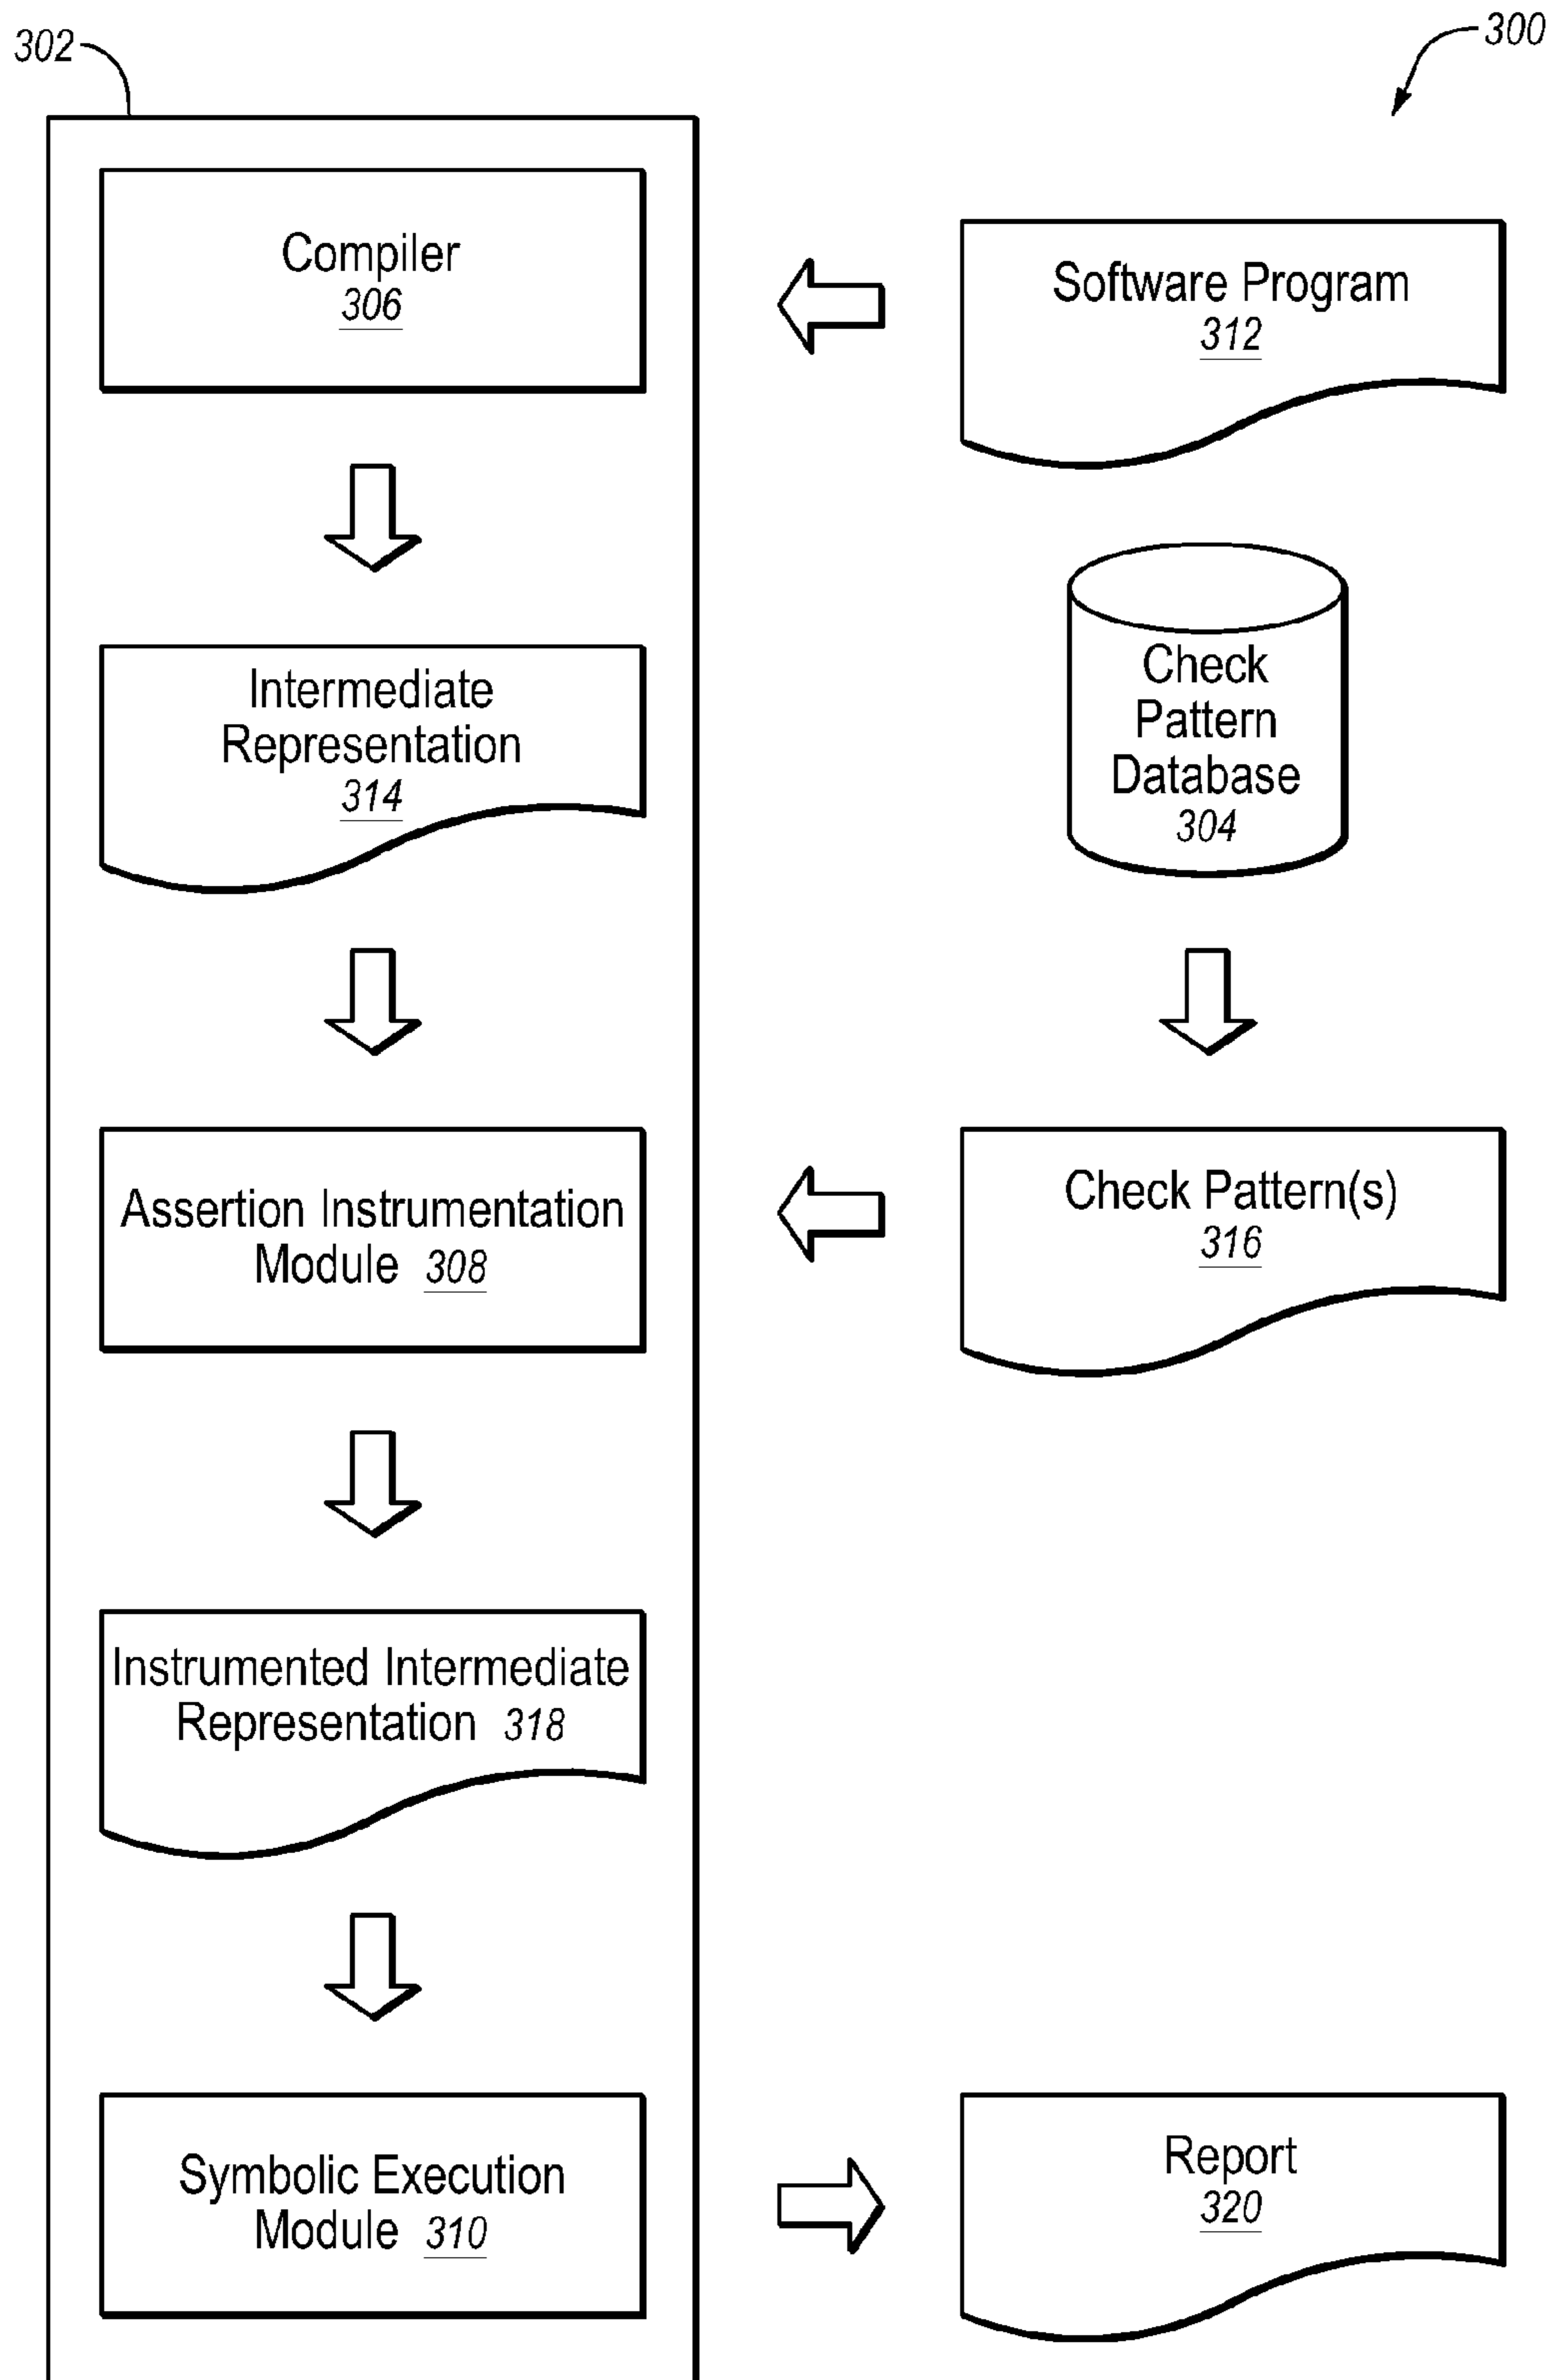 302
300
Compiler
306
Software Program
312
Intermediate
Representation
314
Check
Pattern
Database
304
Assertion Instrumentation
Module 308
Check Pattern(s)
316
Instrumented Intermediate
Representation 318
Symbolic Execution
Module 310
Report
320